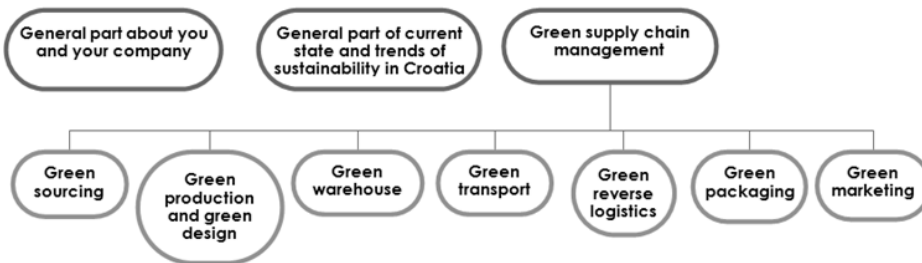 General part about you
and your company
General part of current
state and trends of
sustainability in Croatia
Green supply chain
management
Green
sourcing
Green
production
and green
design
Green
warehouse
Green
transport
Green
reverse
logistics
Green
packaging
Green
marketing